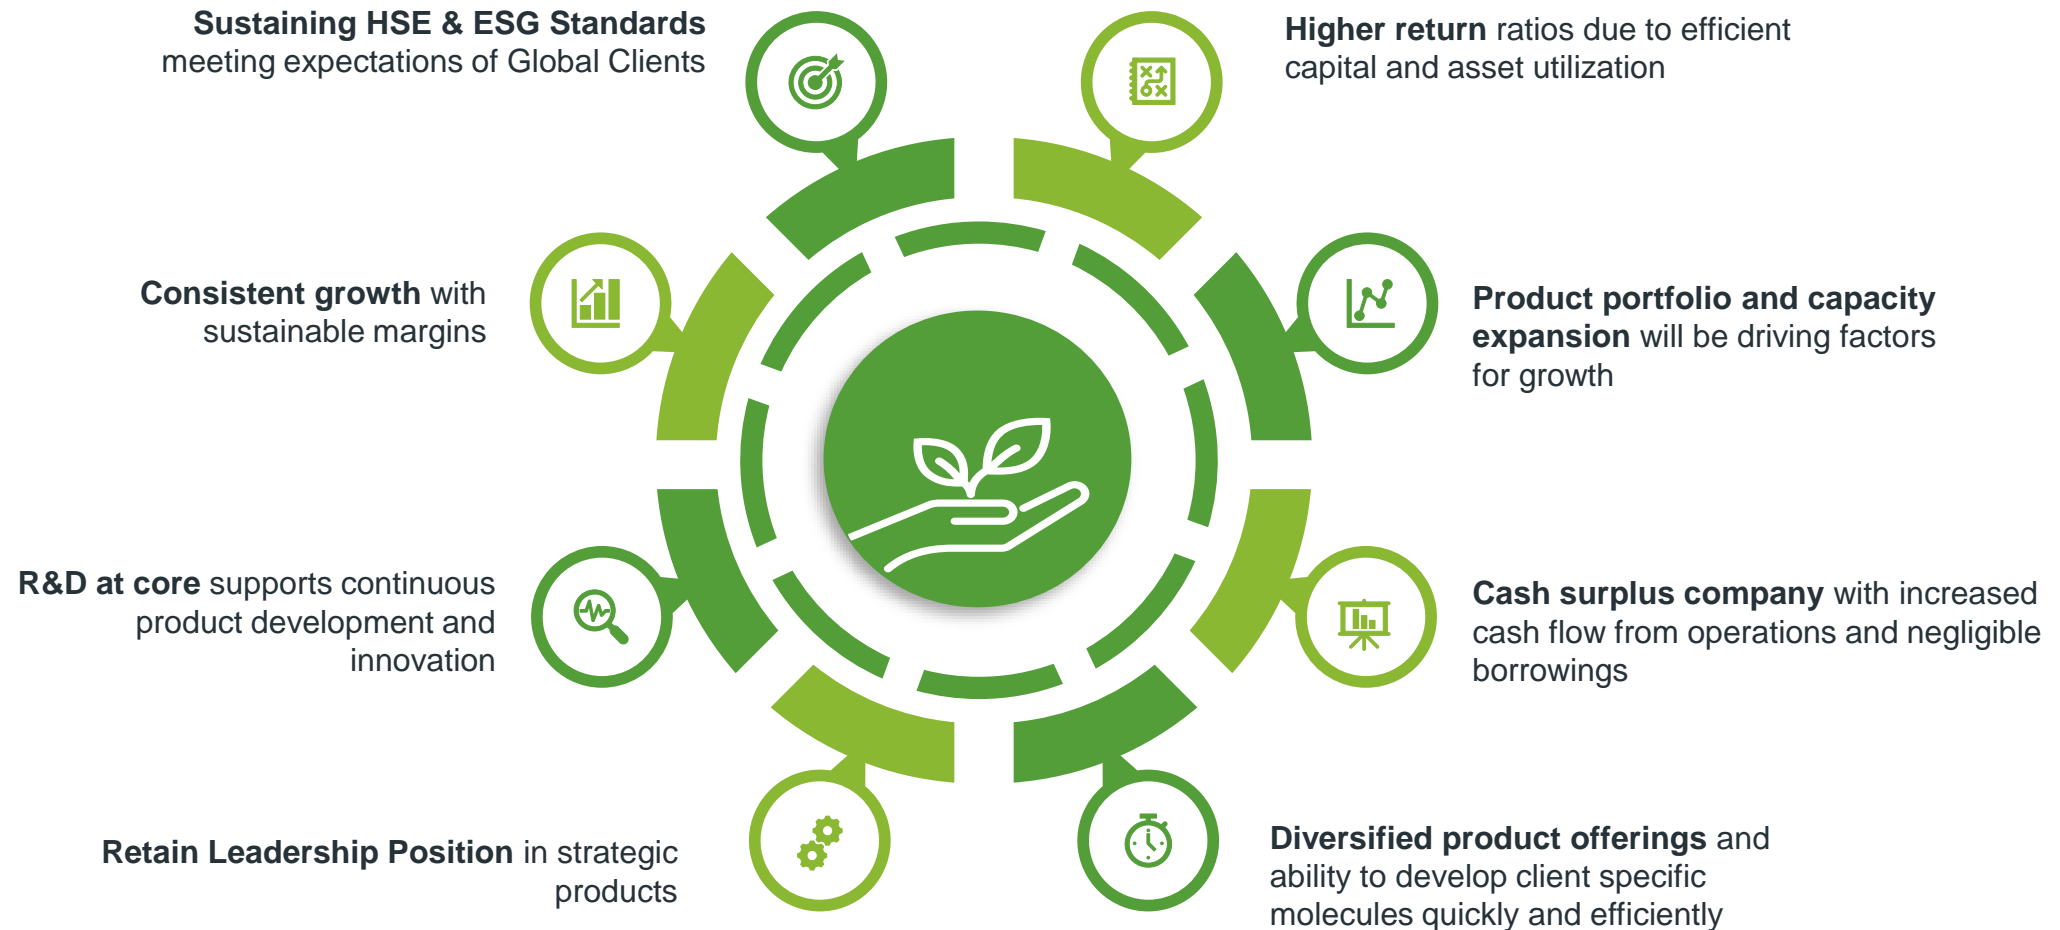 Sustaining HSE & ESG Standards
meeting expectations of Global Clients
Higher return ratios due to efficient
capital and asset utilization
Consistent growth with
sustainable margins
Product portfolio and capacity
expansion will be driving factors
for growth
R&D at core supports continuous
product development and
innovation
Cash surplus company with increased
cash flow from operations and negligible
borrowings
Retain Leadership Position in strategic
products
Diversified product offerings and
ability to develop client specific
molecules quickly and efficiently